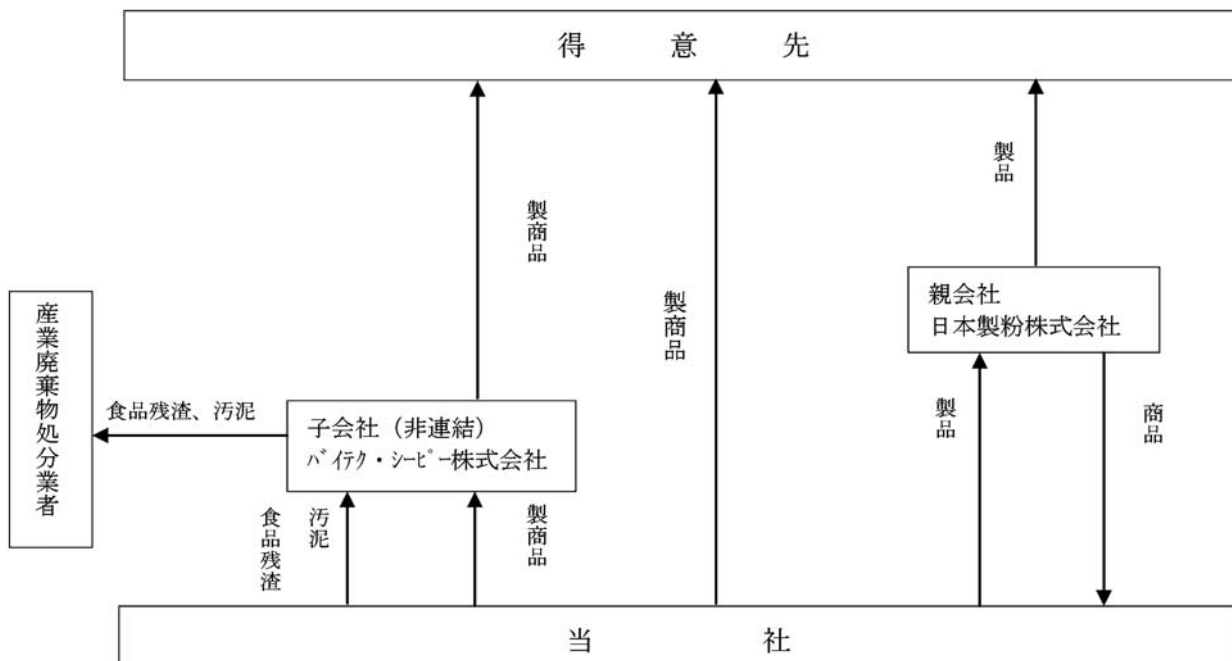 得意先
製品
製商品
製商品
親会社
日本製粉株式会社
産業廃棄物処分業者
食品残渣、汚泥
子会社（非連結）
ﾊﾞｲﾃｸ・ｼｰﾋﾟｰ株式会社
製品
商品
汚泥
食品残渣
製商品
当社